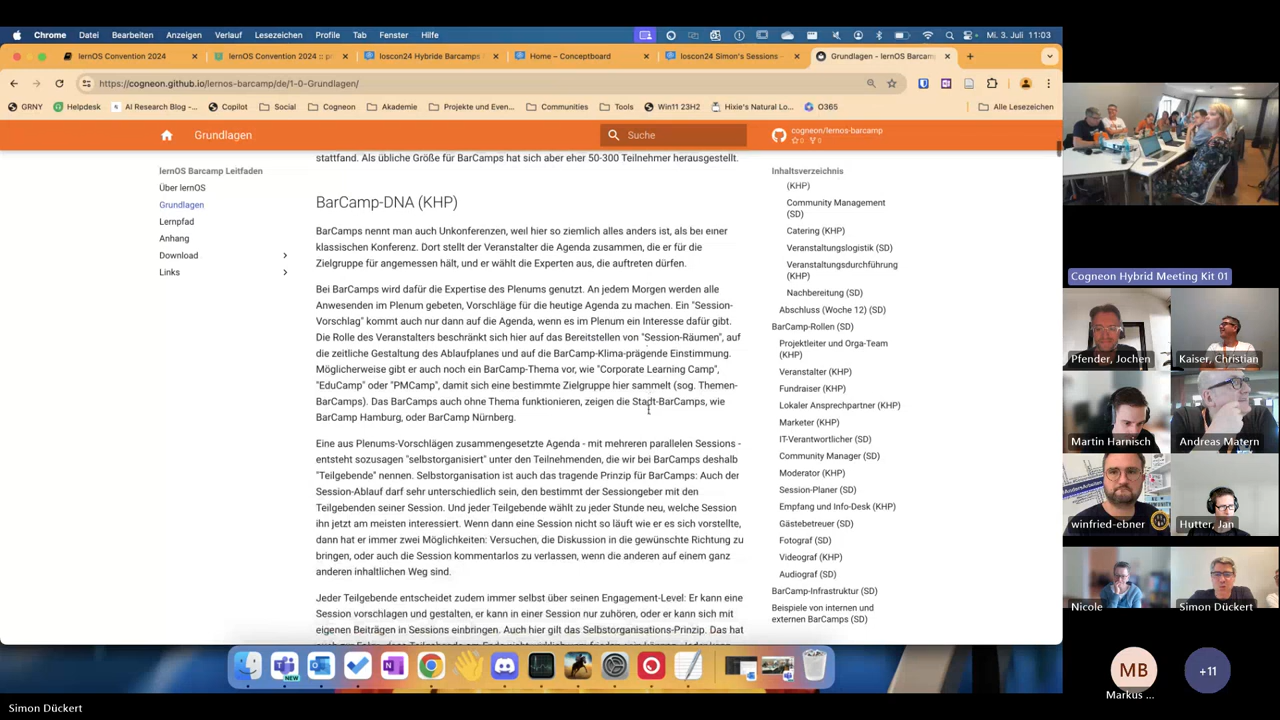 Chrome Datei Bearbeiten Ansicht Verlauf Lesezeichen Profile Tab Fenster Hilfe
Mi. 3. Juli 11:03
lernOS Convention 2024
lernOS Convention 2024 :: p
loscon24 Hybride Barcamps
Home – Conceptboard
loscon24 Simon's Sessions –
Grundlagen - lernOS Barcamp
https://cogneon.github.io/lernos-barcamp/de/1-0-Grundlagen/
GRNY
Helpdesk
AI Research Blog -...
Copilot
Social
Cogneon
Akademie
Projekte und Even...
Communities
Tools
Win11 23H2
Hixie's Natural Lo...
O365
Alle Lesezeichen
Grundlagen
Suche
cogneon/lernos-barcamp
0 0
lernOS Barcamp Leitfaden
Über lernOS
Grundlagen
Lernpfad
Anhang
Download
Links
stattfand. Als übliche Größe für BarCamps hat sich aber eher 50-300 Teilnehmer herausgestellt.
BarCamp-DNA (KHP)
BarCamps nennt man auch Unkonferenzen, weil hier so ziemlich alles anders ist, als bei einer
klassischen Konferenz. Dort stellt der Veranstalter die Agenda zusammen, die er für die
Zielgruppe für angemessen hält, und er wählt die Experten aus, die auftreten dürfen.
Bei BarCamps wird dafür die Expertise des Plenums genutzt. An jedem Morgen werden alle
Anwesenden im Plenum gebeten, Vorschläge für die heutige Agenda zu machen. Ein "Session-
Vorschlag" kommt auch nur dann auf die Agenda, wenn es im Plenum ein Interesse dafür gibt.
Die Rolle des Veranstalters beschränkt sich hier auf das Bereitstellen von "Session-Räumen", auf
die zeitliche Gestaltung des Ablaufplanes und auf die BarCamp-Klima-prägende Einstimmung.
Möglicherweise gibt er auch noch ein BarCamp-Thema vor, wie "Corporate Learning Camp",
"EduCamp" oder "PMCamp", damit sich eine bestimmte Zielgruppe hier sammelt (sog. Themen-
BarCamps). Das BarCamps auch ohne Thema funktionieren, zeigen die Stadt-BarCamps, wie
BarCamp Hamburg, oder BarCamp Nürnberg.
Eine aus Plenums-Vorschlägen zusammengesetzte Agenda - mit mehreren parallelen Sessions -
entsteht sozusagen "selbstorganisiert" unter den Teilnehmenden, die wir bei BarCamps deshalb
"Teilgebende" nennen. Selbstorganisation ist auch das tragende Prinzip für BarCamps: Auch der
Session-Ablauf darf sehr unterschiedlich sein, den bestimmt der Sessiongeber mit den
Teilgebenden seiner Session. Und jeder Teilgebende wählt zu jeder Stunde neu, welche Session
ihn jetzt am meisten interessiert. Wenn dann eine Session nicht so läuft wie er es sich vorstellte,
dann hat er immer zwei Möglichkeiten: Versuchen, die Diskussion in die gewünschte Richtung zu
bringen, oder auch die Session kommentarlos zu verlassen, wenn die anderen auf einem ganz
anderen inhaltlichen Weg sind.
Jeder Teilgebende entscheidet zudem immer selbst über seinen Engagement-Level: Er kann eine
Session vorschlagen und gestalten, er kann in einer Session nur zuhören, oder er kann sich mit
eigenen Beiträgen in Sessions einbringen. Auch hier gilt das Selbstorganisations-Prinzip. Das hat
Inhaltsverzeichnis
(KHP)
Community Management
(SD)
Catering (KHP)
Veranstaltungslogistik (SD)
Veranstaltungsdurchführung
(KHP)
Nachbereitung (SD)
Abschluss (Woche 12) (SD)
BarCamp-Rollen (SD)
Projektleiter und Orga-Team
(KHP)
Veranstalter (KHP)
Fundraiser (KHP)
Lokaler Ansprechpartner (KHP)
Marketer (KHP)
IT-Verantwortlicher (SD)
Community Manager (SD)
Moderator (KHP)
Session-Planer (SD)
Empfang und Info-Desk (KHP)
Gästebetreuer (SD)
Fotograf (SD)
Videograf (KHP)
Audiograf (SD)
BarCamp-Infrastruktur (SD)
Beispiele von internen und
externen BarCamps (SD)
NEW
Cogneon Hybrid Meeting Kit 01
Pfender, Jochen
Kaiser, Christian
Martin Harnisch
Andreas Matern
winfried-ebner
Hutter, Jan
Nicole
Simon Dückert
MB
Markus ...
+11
Simon Dückert